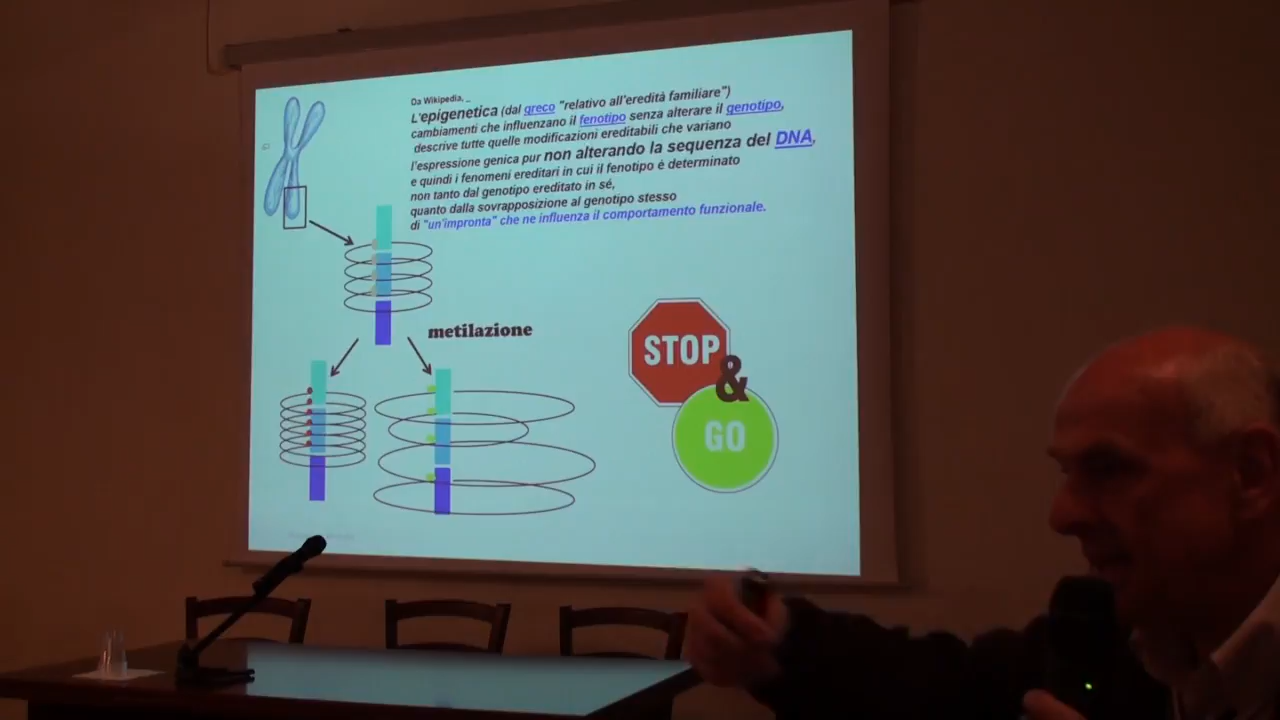 Da Wikipedia, _
L'epigenetica (dal greco "relativo all'eredità familiare")
cambiamenti che influenzano il fenotipo senza alterare il genotipo,
descrive tutte quelle modificazioni ereditabili che variano
l'espressione genica pur non alterando la sequenza del DNA,
e quindi i fenomeni ereditari in cui il fenotipo è determinato
non tanto dal genotipo ereditato in sé,
quanto dalla sovrapposizione al genotipo stesso
di "un'impronta" che ne influenza il comportamento funzionale.
metilazione
STOP
&
GO